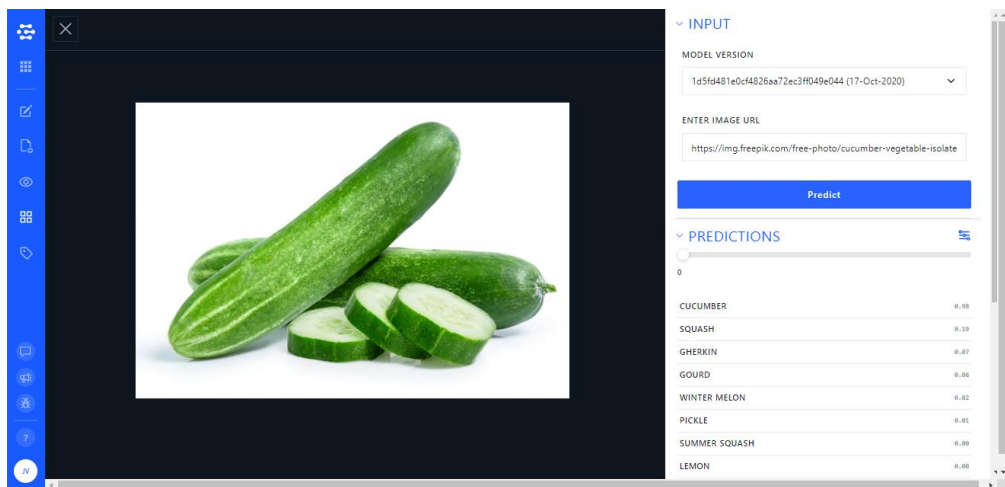 INPUT
MODEL VERSION
1d5fd481e0cf4826aa72ec3ff049e044 (17-Oct-2020)
ENTER IMAGE URL
https://img.freepik.com/free-photo/cucumber-vegetable-isolate
Predict
PREDICTIONS
0
CUCUMBER 0.98
SQUASH 0.19
GHERKIN 0.07
GOURD 0.06
WINTER MELON 0.02
PICKLE 0.01
SUMMER SQUASH 0.00
LEMON 0.00
?
JV